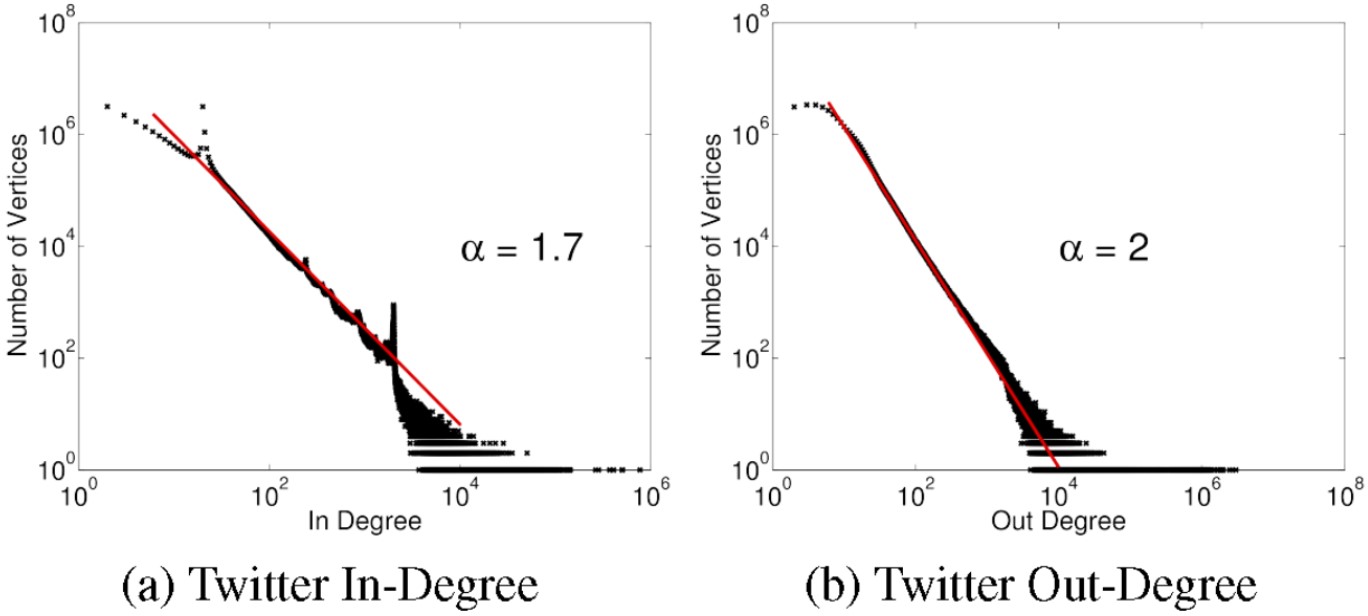 10^8
10^6
10^4
10^2
10^0
Number of Vertices
α = 1.7
10^0 10^2 10^4 10^6
In Degree
(a) Twitter In-Degree
10^8
10^6
10^4
10^2
10^0
Number of Vertices
α = 2
10^0 10^2 10^4 10^6 10^8
Out Degree
(b) Twitter Out-Degree